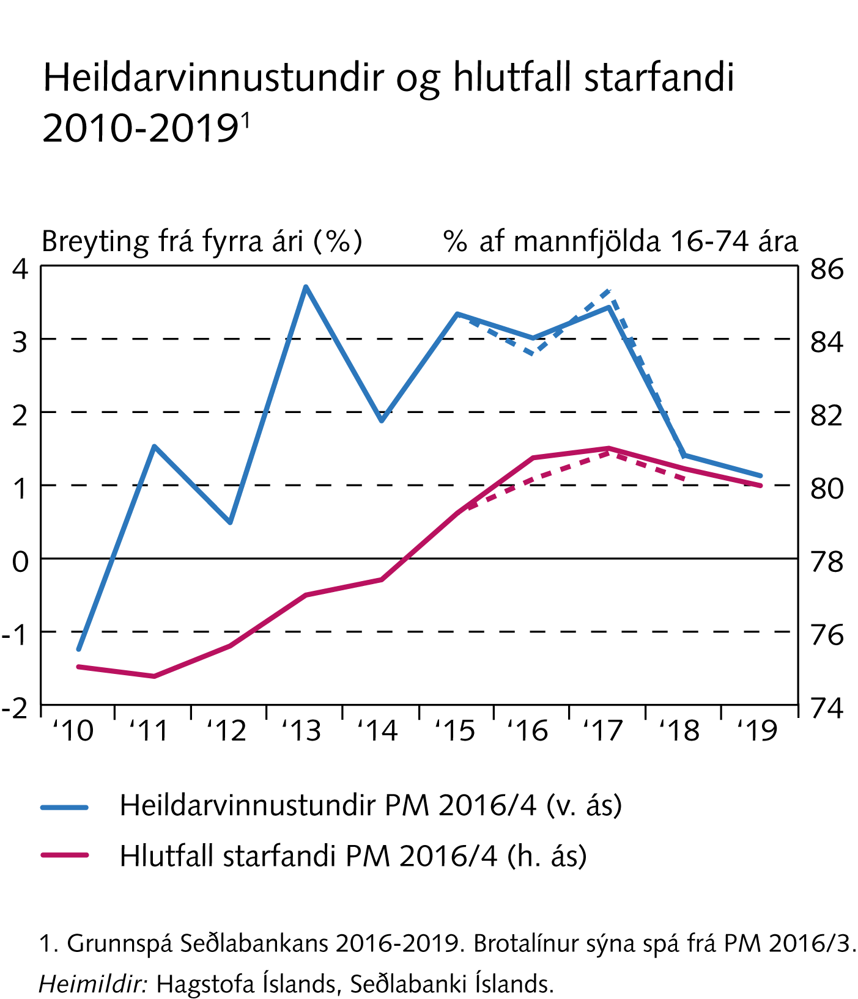 Heildarvinnustundir og hlutfall starfandi
2010-2019¹
Breyting frá fyrra ári (%)
% af mannfjölda 16-74 ára
4
3
2
1
0
-1
-2
86
84
82
80
78
76
74
‘10 ‘11 ‘12 ‘13 ‘14 ‘15 ‘16 ‘17 ‘18 ‘19
Heildarvinnustundir PM 2016/4 (v. ás)
Hlutfall starfandi PM 2016/4 (h. ás)
1. Grunnspá Seðlabankans 2016-2019. Brotalínur sýna spá frá PM 2016/3.
Heimildir: Hagstofa Íslands, Seðlabanki Íslands.